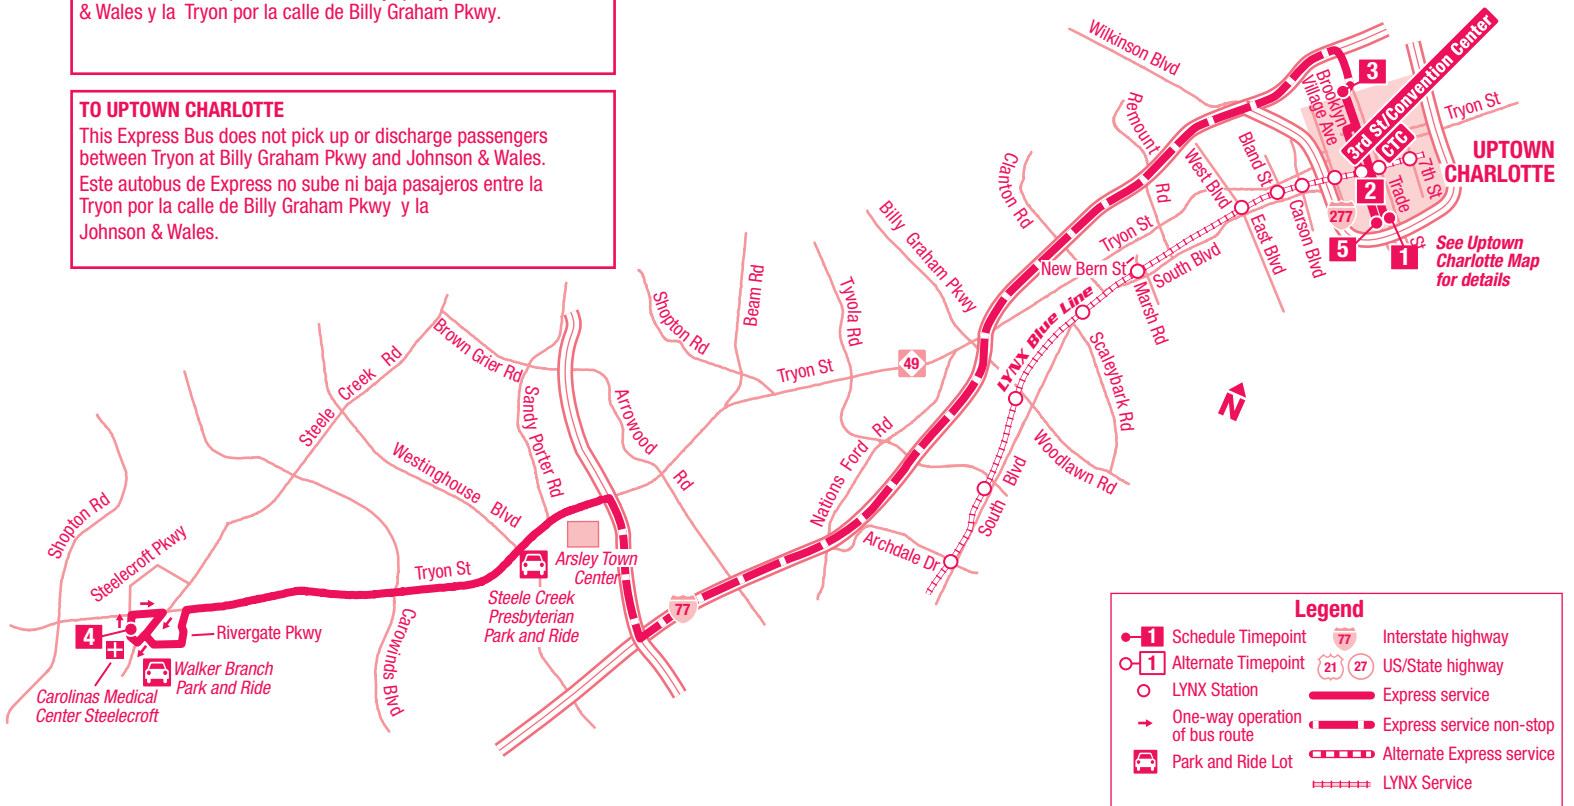 & Wales y la Tryon por la calle de Billy Graham Pkwy.
TO UPTOWN CHARLOTTE
This Express Bus does not pick up or discharge passengers
between Tryon at Billy Graham Pkwy and Johnson & Wales.
Este autobus de Express no sube ni baja pasajeros entre la
Tryon por la calle de Billy Graham Pkwy y la
Johnson & Wales.
Wilkinson Blvd
Remount
Rd
Clanton Rd
Billy Graham Pkwy
West Blvd
Bland St
Brooklyn
Village Ave
3
3rd St/Convention Center
CTC
Tryon St
UPTOWN
CHARLOTTE
7th St
Trade
St
2
277
5
1
See Uptown
Charlotte Map
for details
Carson Blvd
East Blvd
Tryon St
New Bern St
South Blvd
Marsh Rd
LYNX Blue Line
Scaleybark Rd
Woodlawn Rd
South Blvd
Archdale Dr
Nations Ford Rd
49
Tryon St
Tyvola Rd
Beam Rd
Shopton Rd
N
Brown Grier Rd
Steele Creek Rd
Sandy Porter Rd
Arrowood Rd
Westinghouse Blvd
Shopton Rd
Steelecroft Pkwy
Tryon St
Arsley Town
Center
Steele Creek
Presbyterian
Park and Ride
77
Carowinds Blvd
4
Rivergate Pkwy
Walker Branch
Park and Ride
Carolinas Medical
Center Steelecroft
Legend
1 Schedule Timepoint
1 Alternate Timepoint
LYNX Station
One-way operation
of bus route
Park and Ride Lot
77 Interstate highway
21 27 US/State highway
Express service
Express service non-stop
Alternate Express service
LYNX Service